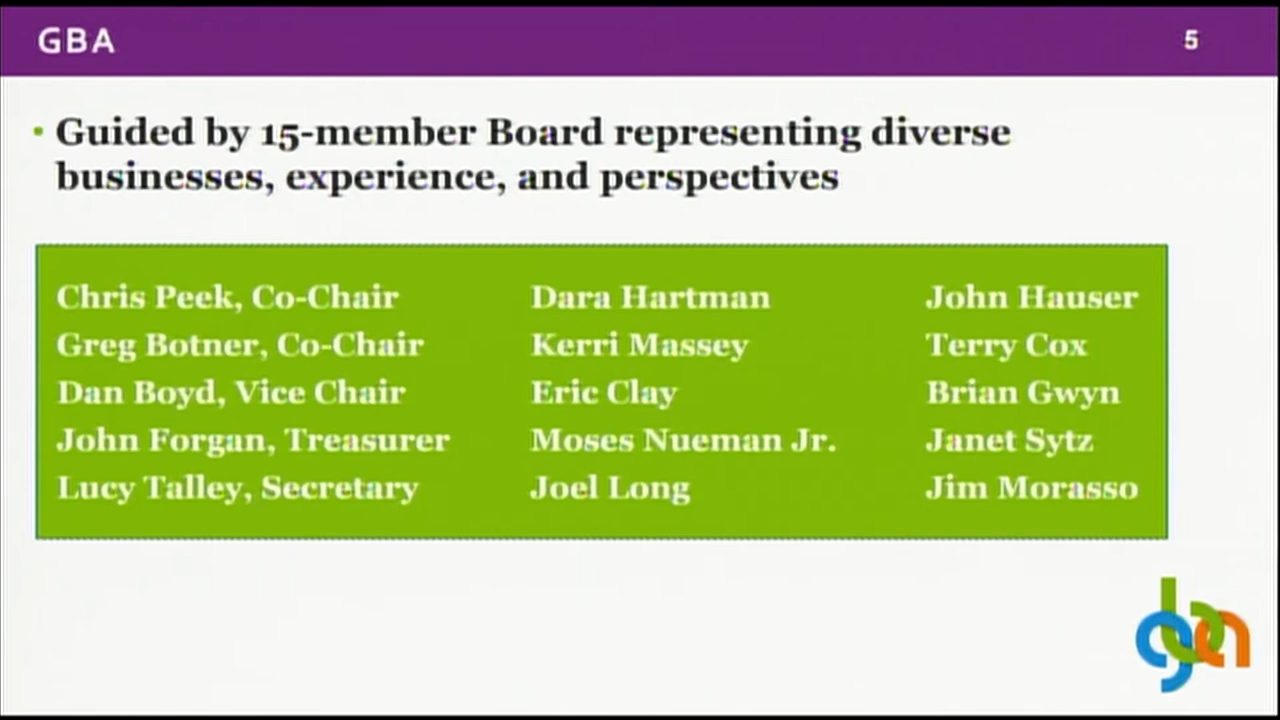 GBA
5
Guided by 15-member Board representing diverse
businesses, experience, and perspectives
Chris Peek, Co-Chair
Greg Botner, Co-Chair
Dan Boyd, Vice Chair
John Forgan, Treasurer
Lucy Talley, Secretary
Dara Hartman
Kerri Massey
Eric Clay
Moses Nueman Jr.
Joel Long
John Hauser
Terry Cox
Brian Gwyn
Janet Sytz
Jim Morasso
gba